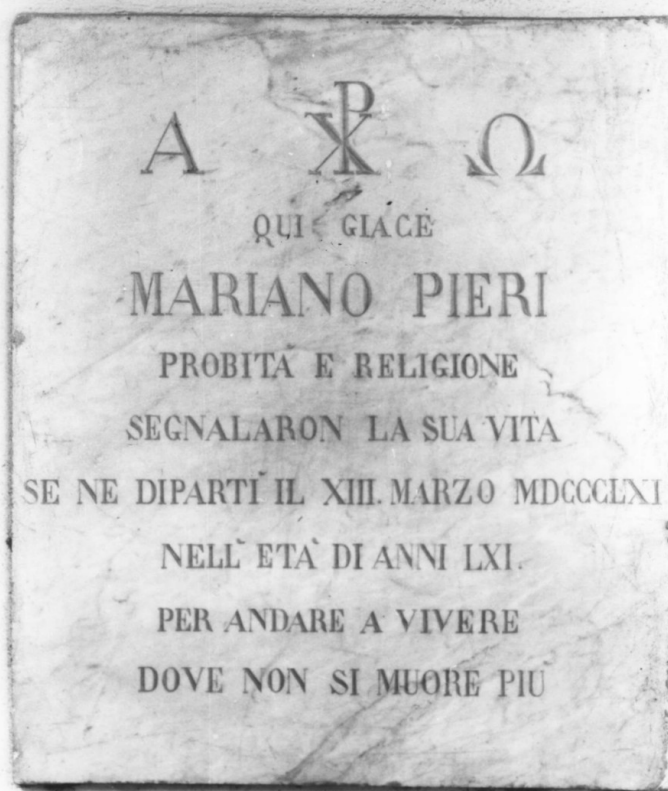 Α ☧ Ω
QUI GIACE
MARIANO PIERI
PROBITÀ E RELIGIONE
SEGNALARON LA SUA VITA
SE NE DIPARTÌ IL XIII. MARZO MDCCCLXI
NELL' ETÀ DI ANNI LXI.
PER ANDARE A VIVERE
DOVE NON SI MUORE PIÙ